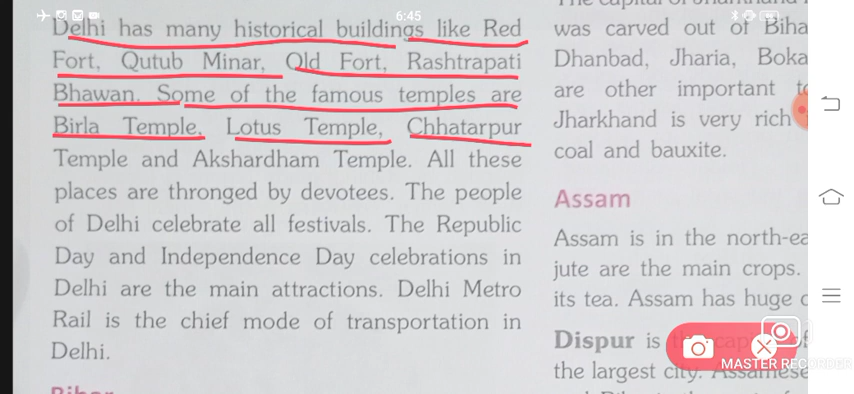 6:45
Delhi has many historical buildings like Red
Fort, Qutub Minar, Old Fort, Rashtrapati
Bhawan. Some of the famous temples are
Birla Temple, Lotus Temple, Chhatarpur
Temple and Akshardham Temple. All these
places are thronged by devotees. The people
of Delhi celebrate all festivals. The Republic
Day and Independence Day celebrations in
Delhi are the main attractions. Delhi Metro
Rail is the chief mode of transportation in
Delhi.
Bihar
The capital of
was carved out of
Dhanbad, Jharia,
are other important
Jharkhand is very rich
coal and bauxite.
Assam
Assam is in the
jute are the main crops.
its tea. Assam has huge
Dispur is
the largest city. Assamese
MASTER RECORDER